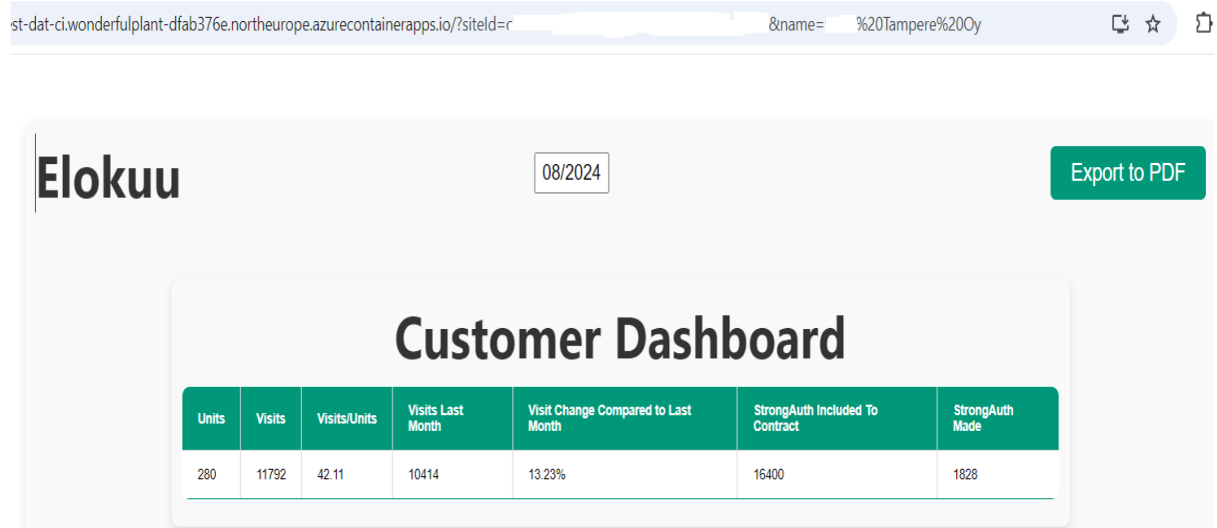 st-dat-ci.wonderfulplant-dfab376e.northeurope.azurecontainerapps.io/?siteId=c &name= %20Tampere%20Oy
Elokuu
08/2024
Export to PDF
Customer Dashboard
Units Visits Visits/Units Visits Last Month Visit Change Compared to Last Month StrongAuth Included To Contract StrongAuth Made
280 11792 42.11 10414 13.23% 16400 1828